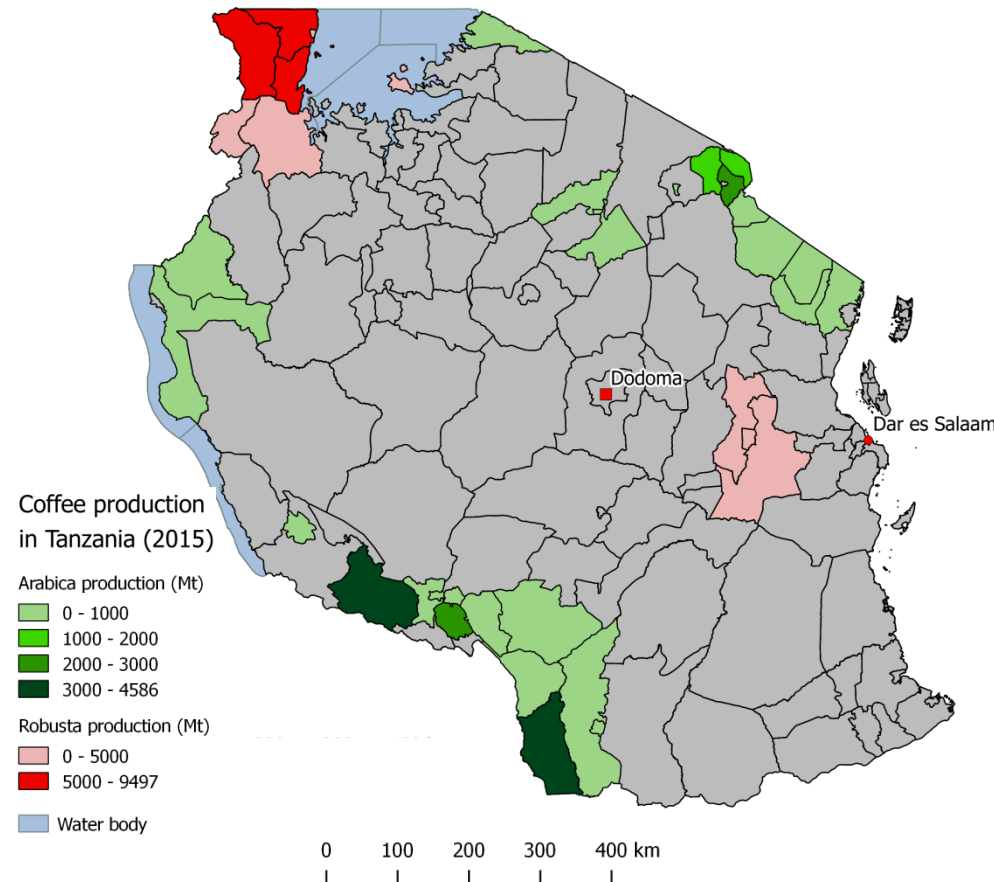 Dodoma
Dar es Salaam
Coffee production
in Tanzania (2015)
Arabica production (Mt)
0 - 1000
1000 - 2000
2000 - 3000
3000 - 4586
Robusta production (Mt)
0 - 5000
5000 - 9497
Water body
0 100 200 300 400 km